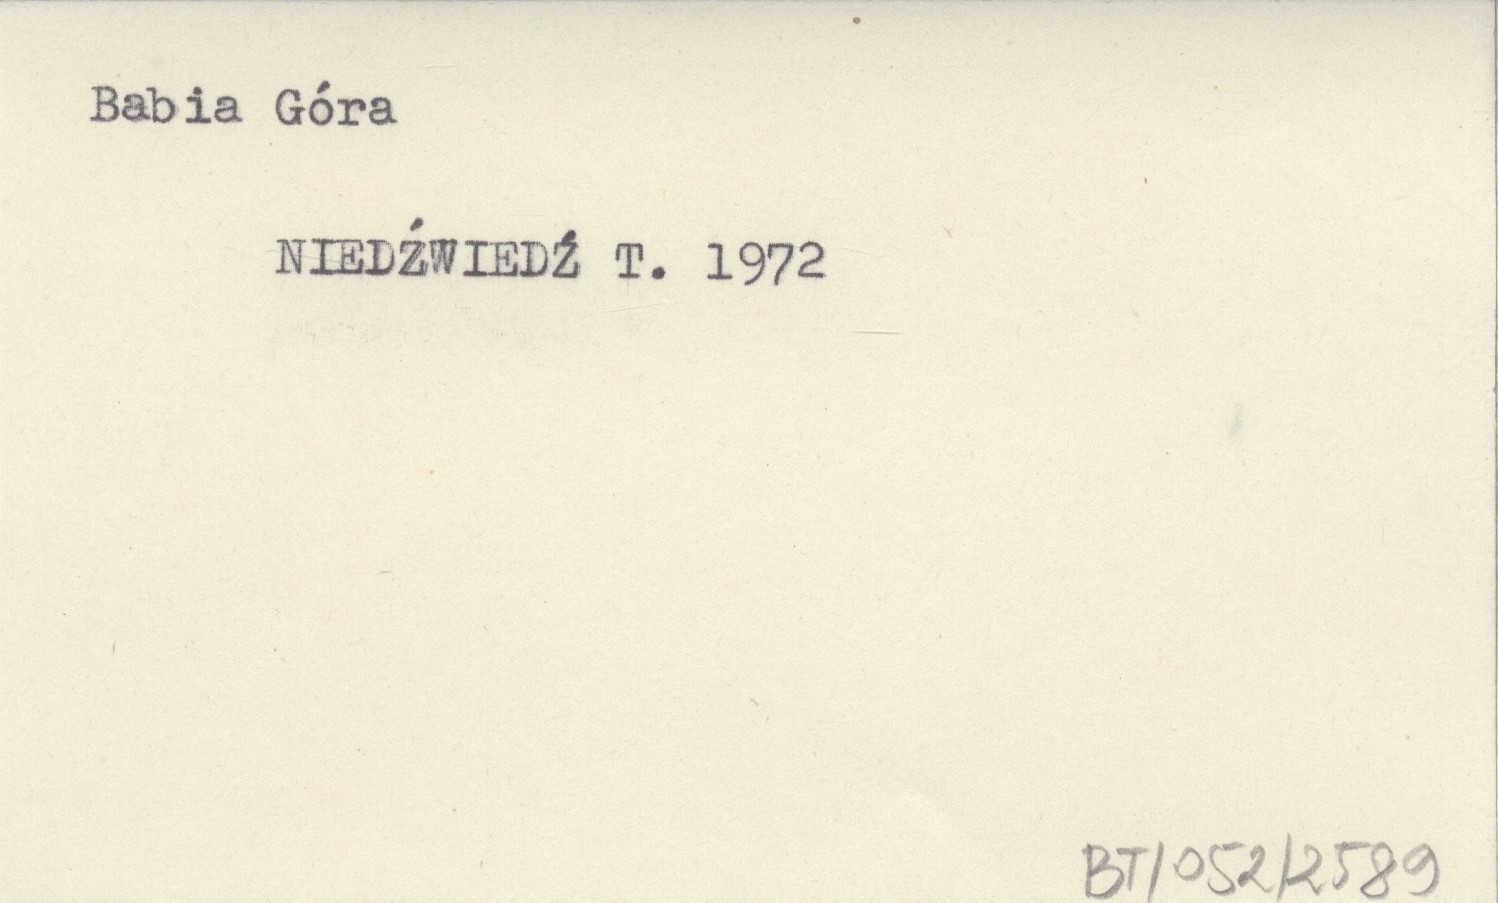 Babia Góra
NIEDŹWIEDŹ T. 1972
BT/052/2589